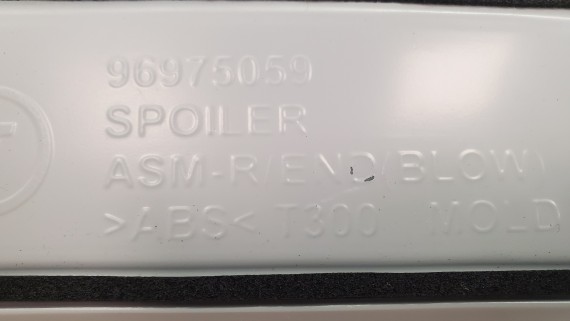 96975059
SPOILER
ASM-R/END(BLOW)
>ABS< T300 MOLD